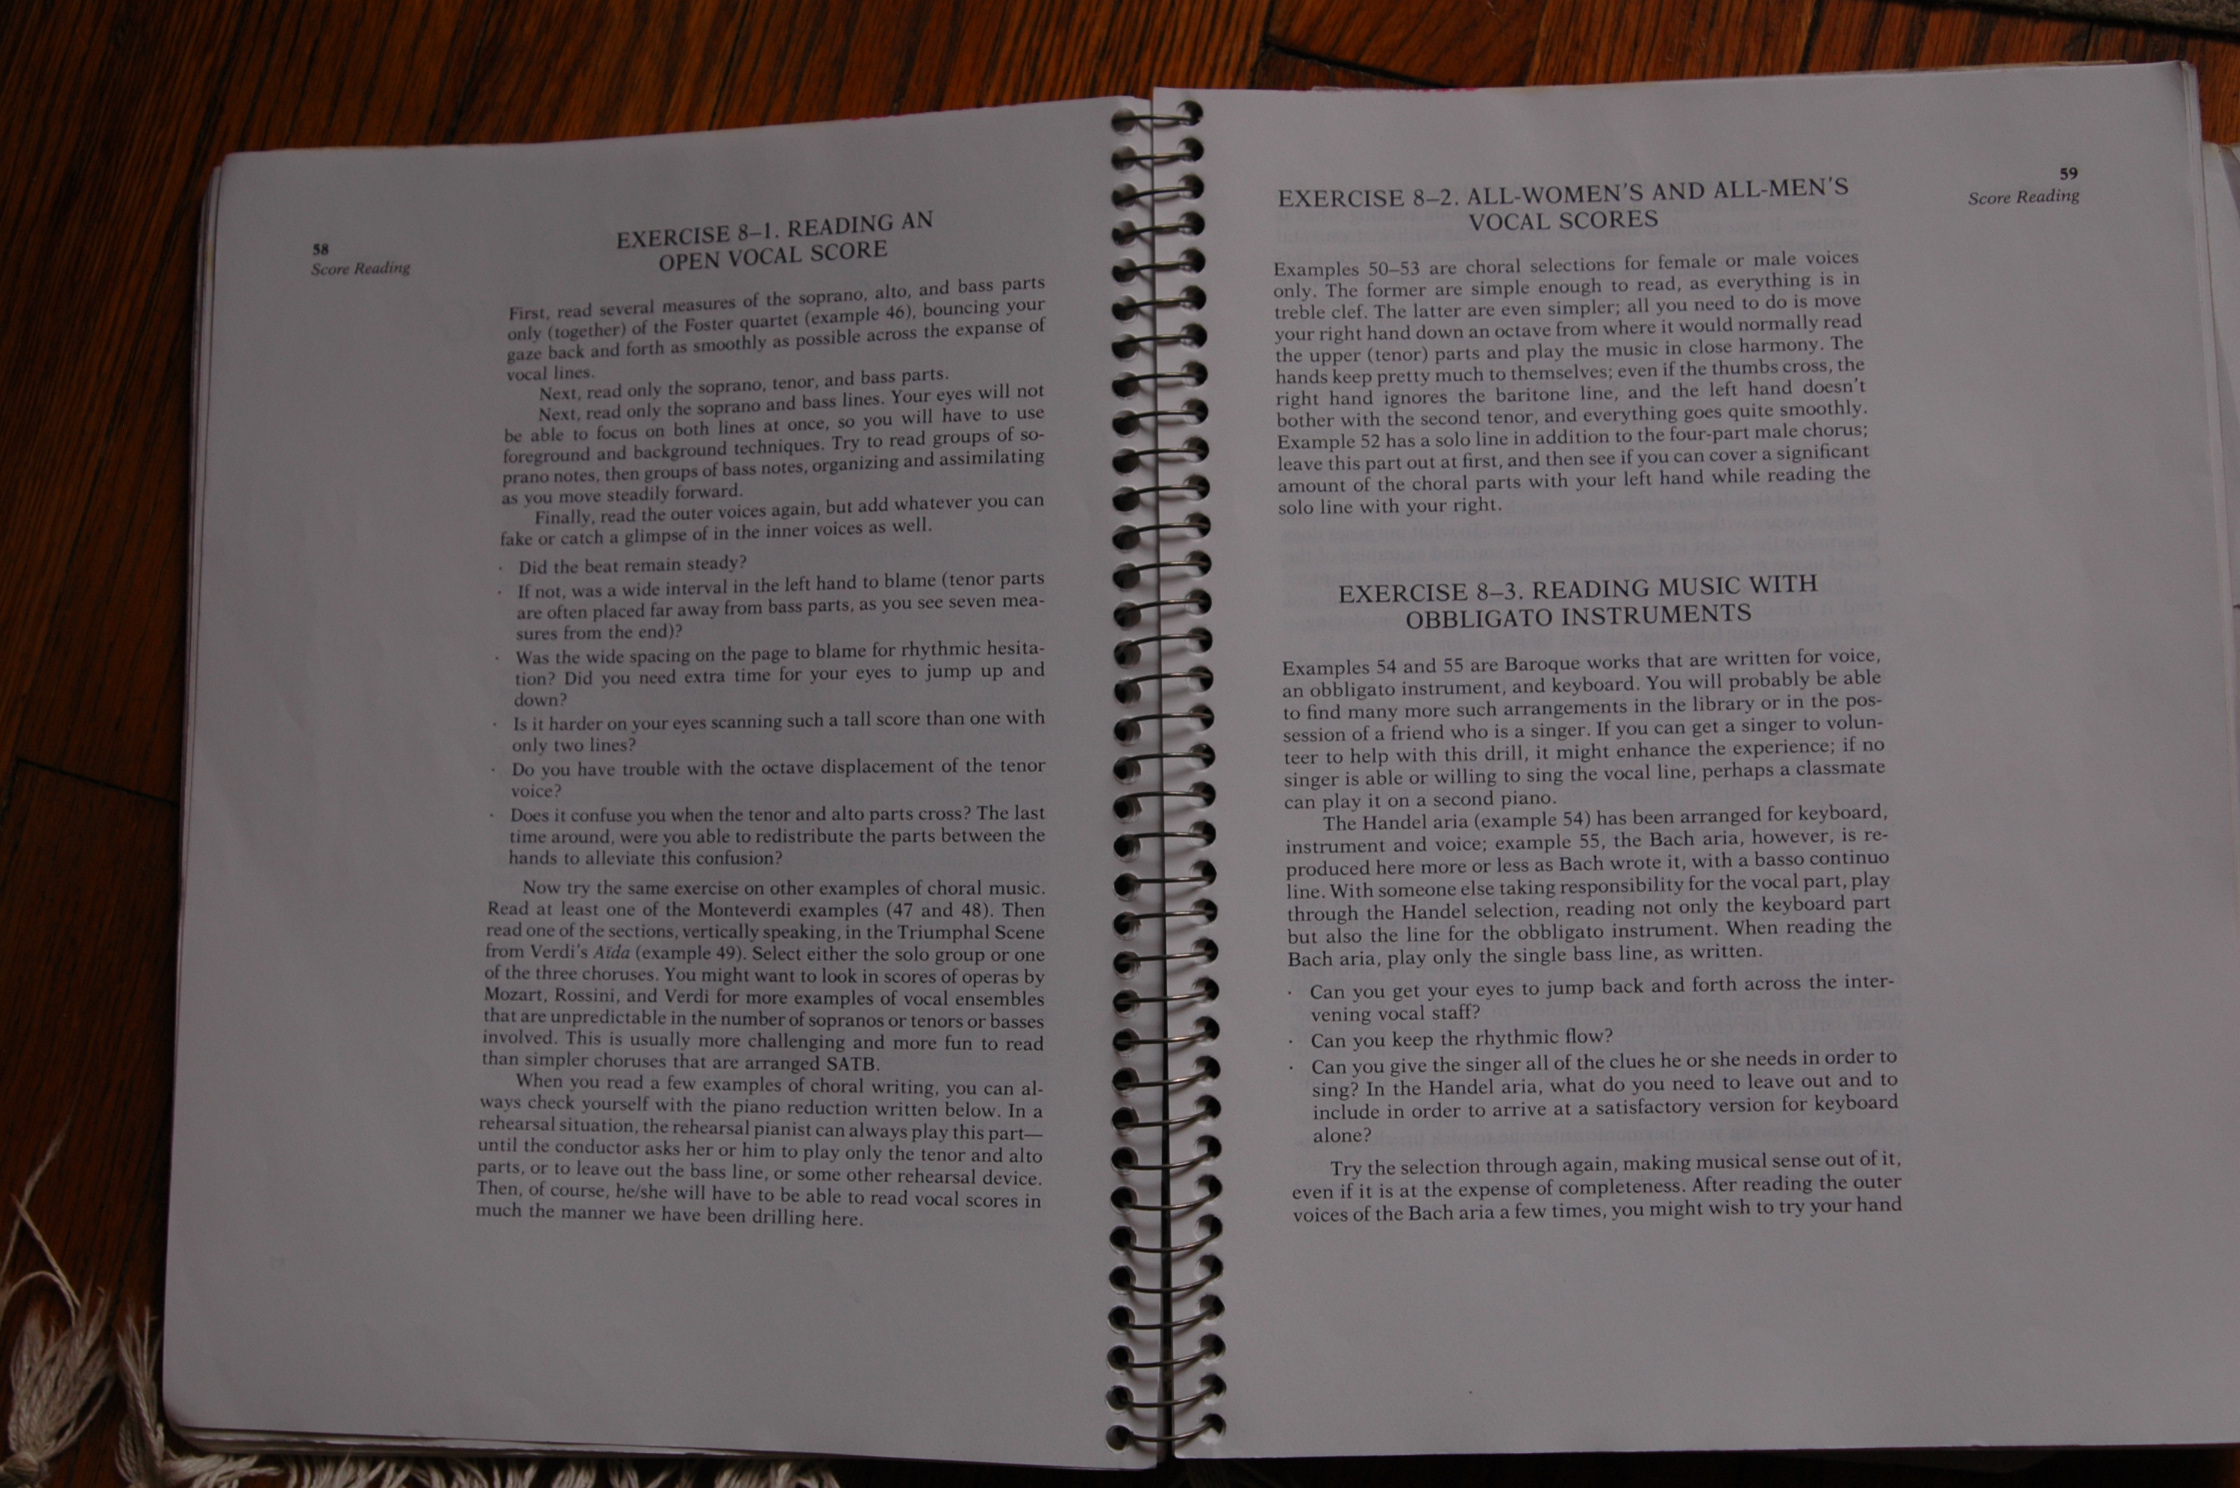 58
Score Reading
EXERCISE 8–1. READING AN
OPEN VOCAL SCORE
First, read several measures of the soprano, alto, and bass parts
only (together) of the Foster quartet (example 46), bouncing your
gaze back and forth as smoothly as possible across the expanse of
vocal lines.
Next, read only the soprano, tenor, and bass parts.
Next, read only the soprano and bass lines. Your eyes will not
be able to focus on both lines at once, so you will have to use
foreground and background techniques. Try to read groups of so-
prano notes, then groups of bass notes, organizing and assimilating
as you move steadily forward.
Finally, read the outer voices again, but add whatever you can
fake or catch a glimpse of in the inner voices as well.
· Did the beat remain steady?
· If not, was a wide interval in the left hand to blame (tenor parts
are often placed far away from bass parts, as you see seven mea-
sures from the end)?
· Was the wide spacing on the page to blame for rhythmic hesita-
tion? Did you need extra time for your eyes to jump up and
down?
· Is it harder on your eyes scanning such a tall score than one with
only two lines?
· Do you have trouble with the octave displacement of the tenor
voice?
· Does it confuse you when the tenor and alto parts cross? The last
time around, were you able to redistribute the parts between the
hands to alleviate this confusion?
Now try the same exercise on other examples of choral music.
Read at least one of the Monteverdi examples (47 and 48). Then
read one of the sections, vertically speaking, in the Triumphal Scene
from Verdi's Aïda (example 49). Select either the solo group or one
of the three choruses. You might want to look in scores of operas by
Mozart, Rossini, and Verdi for more examples of vocal ensembles
that are unpredictable in the number of sopranos or tenors or basses
involved. This is usually more challenging and more fun to read
than simpler choruses that are arranged SATB.
When you read a few examples of choral writing, you can al-
ways check yourself with the piano reduction written below. In a
rehearsal situation, the rehearsal pianist can always play this part—
until the conductor asks her or him to play only the tenor and alto
parts, or to leave out the bass line, or some other rehearsal device.
Then, of course, he/she will have to be able to read vocal scores in
much the manner we have been drilling here.
59
Score Reading
EXERCISE 8–2. ALL-WOMEN'S AND ALL-MEN'S
VOCAL SCORES
Examples 50–53 are choral selections for female or male voices
only. The former are simple enough to read, as everything is in
treble clef. The latter are even simpler; all you need to do is move
your right hand down an octave from where it would normally read
the upper (tenor) parts and play the music in close harmony. The
hands keep pretty much to themselves; even if the thumbs cross, the
right hand ignores the baritone line, and the left hand doesn't
bother with the second tenor, and everything goes quite smoothly.
Example 52 has a solo line in addition to the four-part male chorus;
leave this part out at first, and then see if you can cover a significant
amount of the choral parts with your left hand while reading the
solo line with your right.
EXERCISE 8–3. READING MUSIC WITH
OBBLIGATO INSTRUMENTS
Examples 54 and 55 are Baroque works that are written for voice,
an obbligato instrument, and keyboard. You will probably be able
to find many more such arrangements in the library or in the pos-
session of a friend who is a singer. If you can get a singer to volun-
teer to help with this drill, it might enhance the experience; if no
singer is able or willing to sing the vocal line, perhaps a classmate
can play it on a second piano.
The Handel aria (example 54) has been arranged for keyboard,
instrument and voice; example 55, the Bach aria, however, is re-
produced here more or less as Bach wrote it, with a basso continuo
line. With someone else taking responsibility for the vocal part, play
through the Handel selection, reading not only the keyboard part
but also the line for the obbligato instrument. When reading the
Bach aria, play only the single bass line, as written.
· Can you get your eyes to jump back and forth across the inter-
vening vocal staff?
· Can you keep the rhythmic flow?
· Can you give the singer all of the clues he or she needs in order to
sing? In the Handel aria, what do you need to leave out and to
include in order to arrive at a satisfactory version for keyboard
alone?
Try the selection through again, making musical sense out of it,
even if it is at the expense of completeness. After reading the outer
voices of the Bach aria a few times, you might wish to try your hand